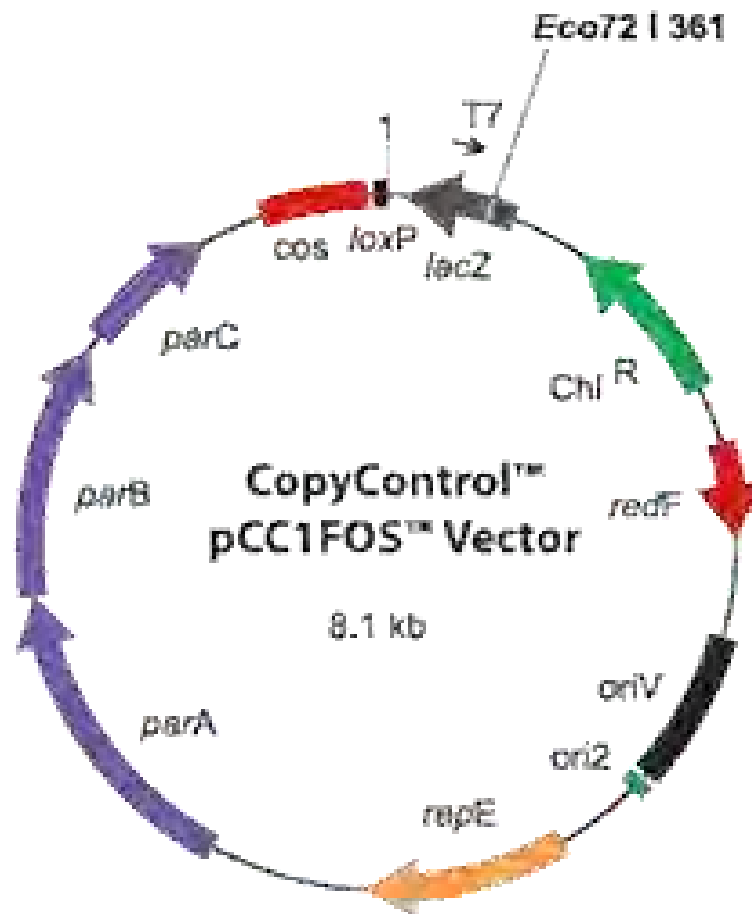 Eco72 I 361
T7
1
cos
loxP
lacZ
parC
Chl R
parB
CopyControl™
pCC1FOS™ Vector
redF
8.1 kb
oriV
parA
ori2
repE